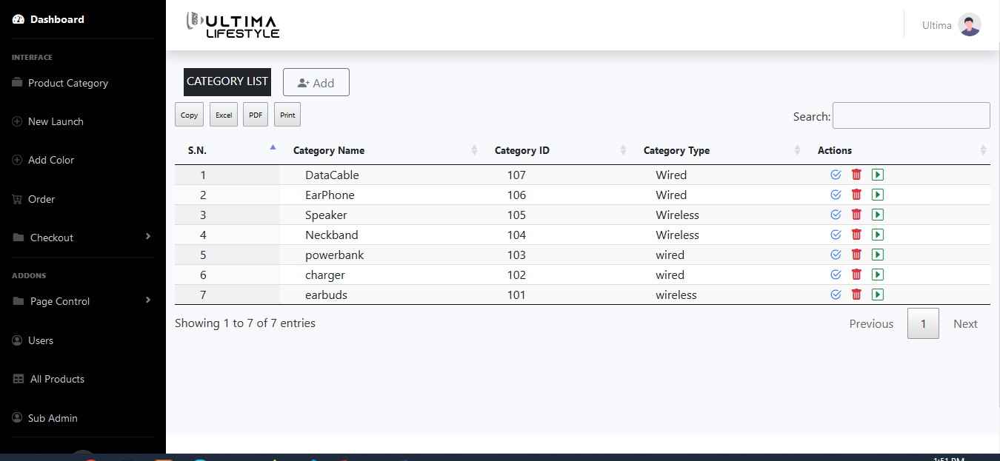 Dashboard
INTERFACE
Product Category
New Launch
Add Color
Order
Checkout
ADDONS
Page Control
Users
All Products
Sub Admin
ULTIMA
LIFESTYLE
Ultima
CATEGORY LIST
Add
Copy Excel PDF Print
Search:
S.N. Category Name Category ID Category Type Actions
1 DataCable 107 Wired
2 EarPhone 106 Wired
3 Speaker 105 Wireless
4 Neckband 104 Wireless
5 powerbank 103 wired
6 charger 102 wired
7 earbuds 101 wireless
Showing 1 to 7 of 7 entries
Previous 1 Next
1:51 PM